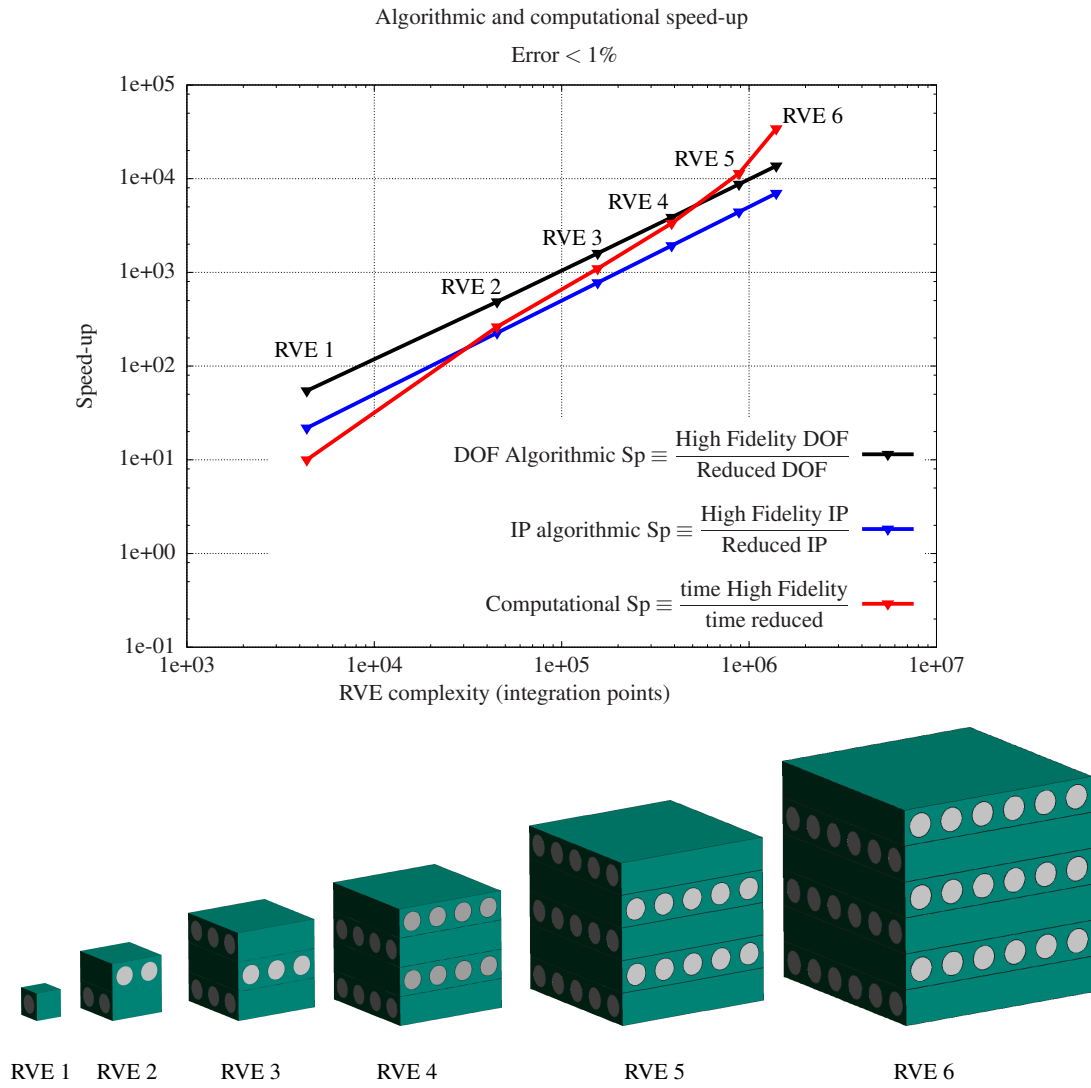 Algorithmic and computational speed-up
Error < 1%
1e+05
1e+04
1e+03
1e+02
1e+01
1e+00
1e-01
Speed-up
RVE 1
RVE 2
RVE 3
RVE 4
RVE 5
RVE 6
DOF Algorithmic Sp ≡ High Fidelity DOF / Reduced DOF
IP algorithmic Sp ≡ High Fidelity IP / Reduced IP
Computational Sp ≡ time High Fidelity / time reduced
1e+03 1e+04 1e+05 1e+06 1e+07
RVE complexity (integration points)
RVE 1 RVE 2 RVE 3 RVE 4 RVE 5 RVE 6